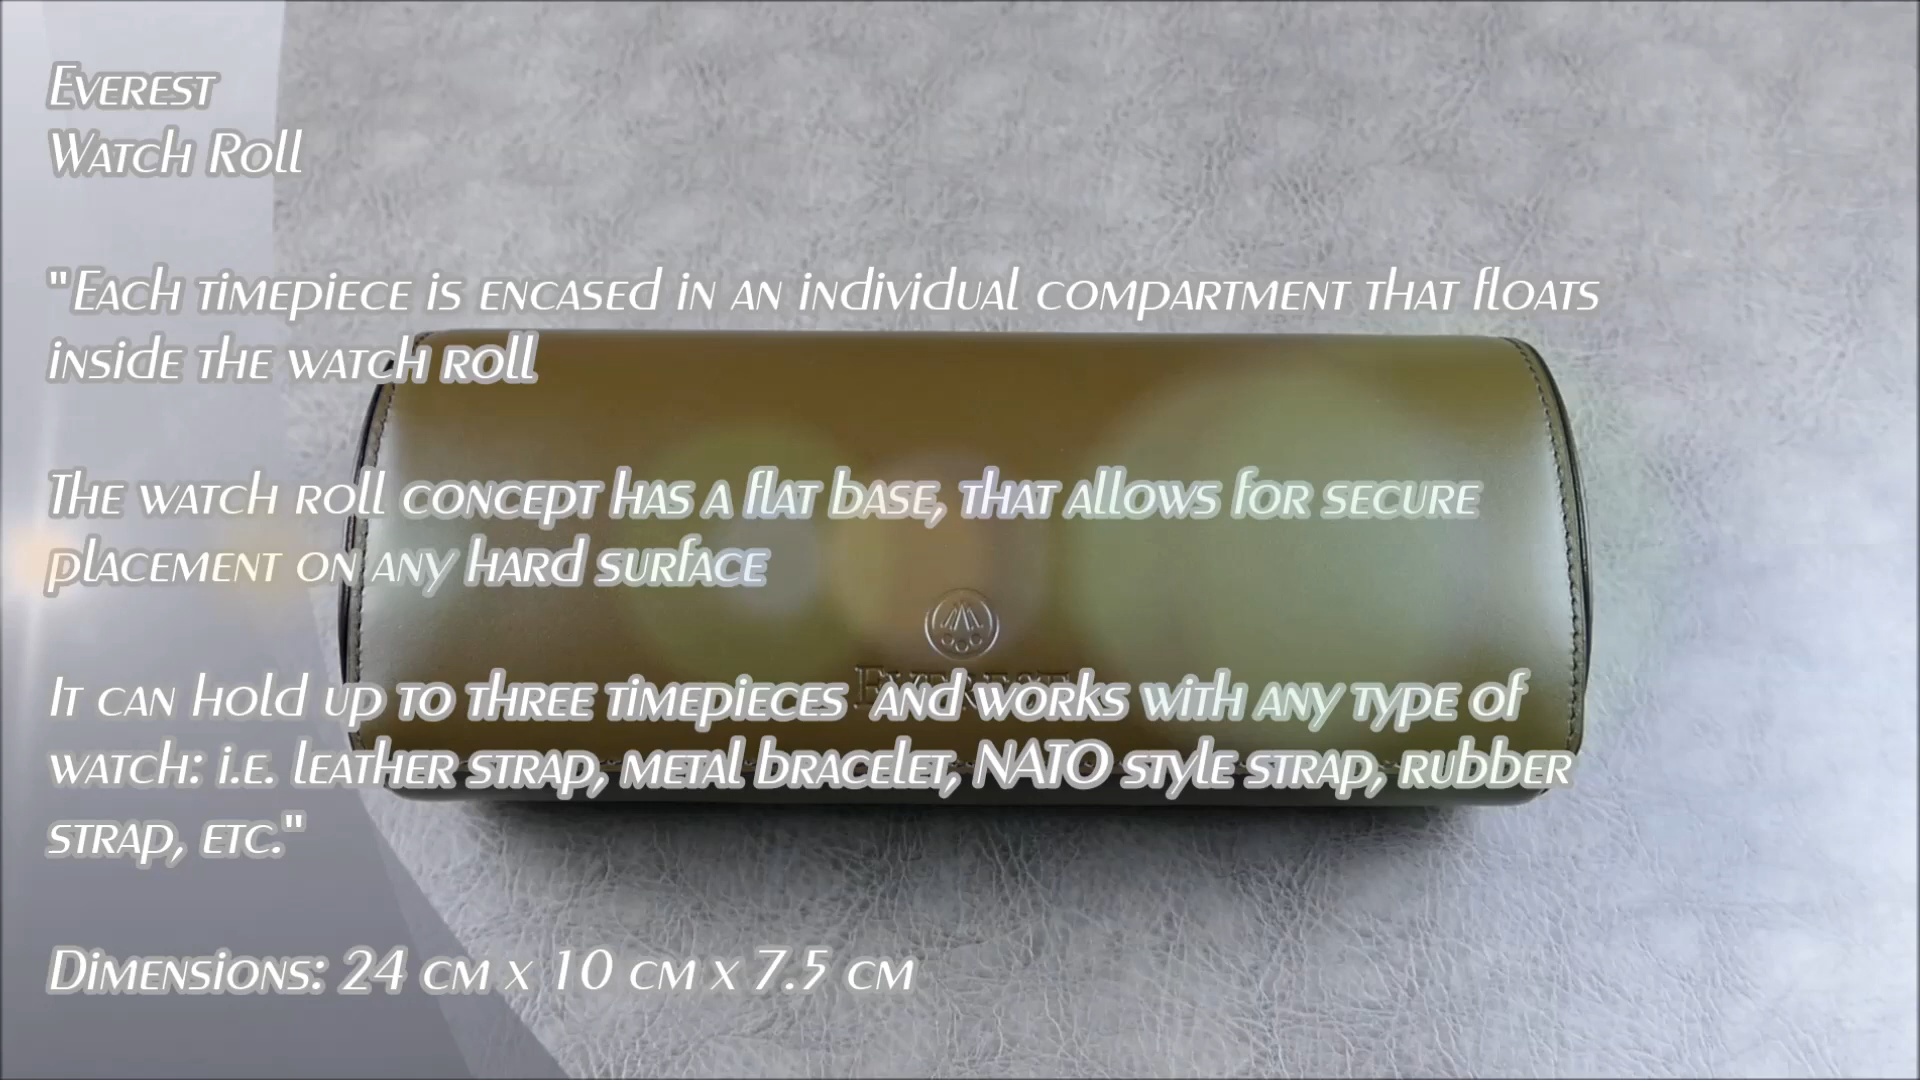 Everest
Watch Roll
"Each timepiece is encased in an individual compartment that floats
inside the watch roll
The watch roll concept has a flat base, that allows for secure
placement on any hard surface
Everest
It can hold up to three timepieces and works with any type of
watch: i.e. leather strap, metal bracelet, NATO style strap, rubber
strap, etc."
Dimensions: 24 cm x 10 cm x 7.5 cm